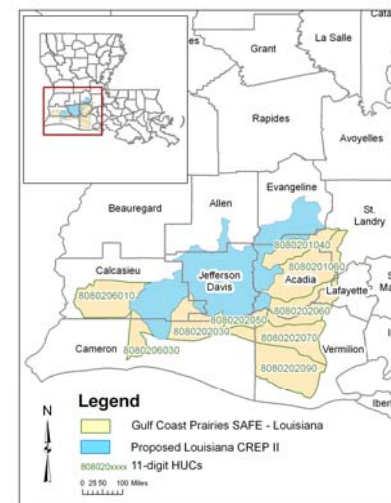 Grant
La Salle
Cata
Rapides
Avoyelles
Evangeline
Beauregard
Allen
St.
Landry
8080201040
Calcasieu
Jefferson
Davis
8080201060
Acadia
Lafayette
8080206010
8080202050
8080202060
8080202030
Cameron
8080206030
8080202070
Vermilion
8080202090
Iberi
N
Legend
Gulf Coast Prairies SAFE - Louisiana
Proposed Louisiana CREP II
808020xxxx 11-digit HUCs
0 25 50 100 Miles